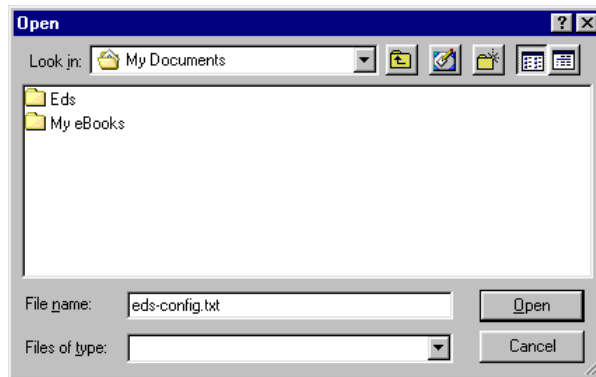 Open
Look in: My Documents
Eds
My eBooks
File name: eds-config.txt Open
Files of type: Cancel